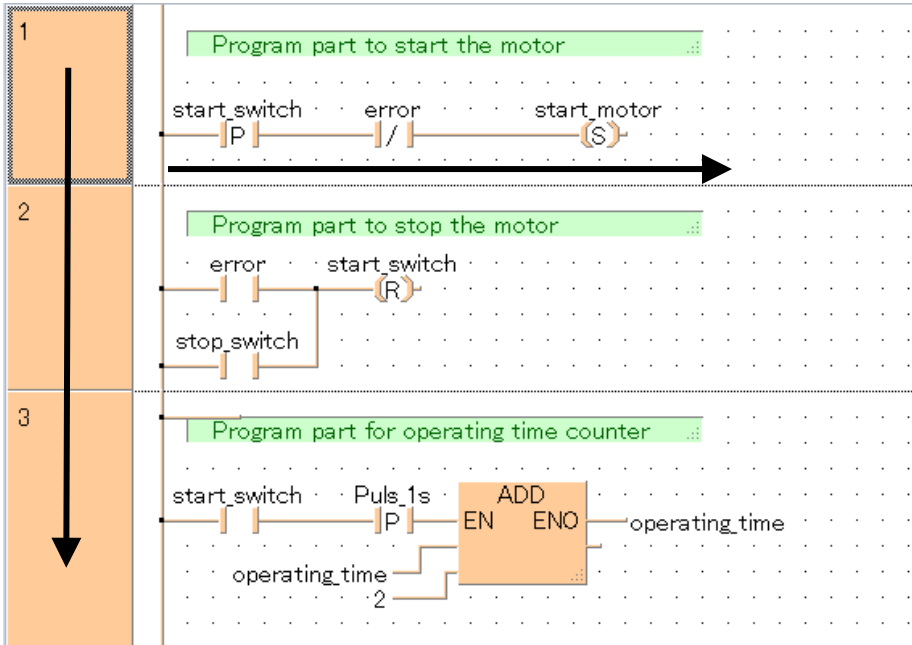 1
Program part to start the motor
start_switch error start_motor
P / S
2
Program part to stop the motor
error start_switch
R
stop_switch
3
Program part for operating time counter
start_switch Puls_1s ADD
P EN ENO operating_time
operating_time
2